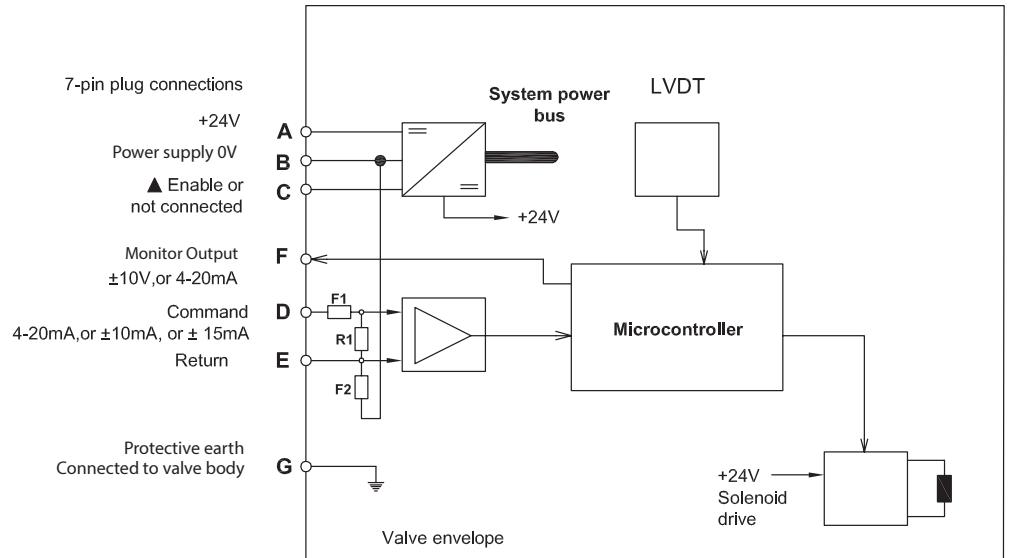 7-pin plug connections
System power
bus
LVDT
+24V
A
Power supply 0V
B
▲ Enable or
not connected
C
+24V
Monitor Output
±10V,or 4-20mA
F
Command
4-20mA,or ±10mA, or ± 15mA
D
F1
R1
Microcontroller
Return
E
F2
Protective earth
Connected to valve body
G
+24V
Solenoid
drive
Valve envelope